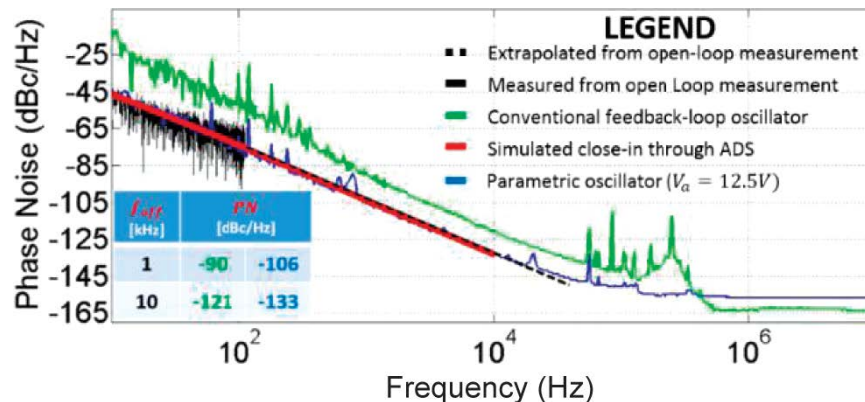 LEGEND
Extrapolated from open-loop measurement
Measured from open Loop measurement
Conventional feedback-loop oscillator
Simulated close-in through ADS
Parametric oscillator (Vₐ = 12.5V)
Phase Noise (dBc/Hz)
-25
-45
-65
-85
-105
-125
-145
-165
f_off PN
[kHz] [dBc/Hz]
1 -90 -106
10 -121 -133
10² 10⁴ 10⁶
Frequency (Hz)